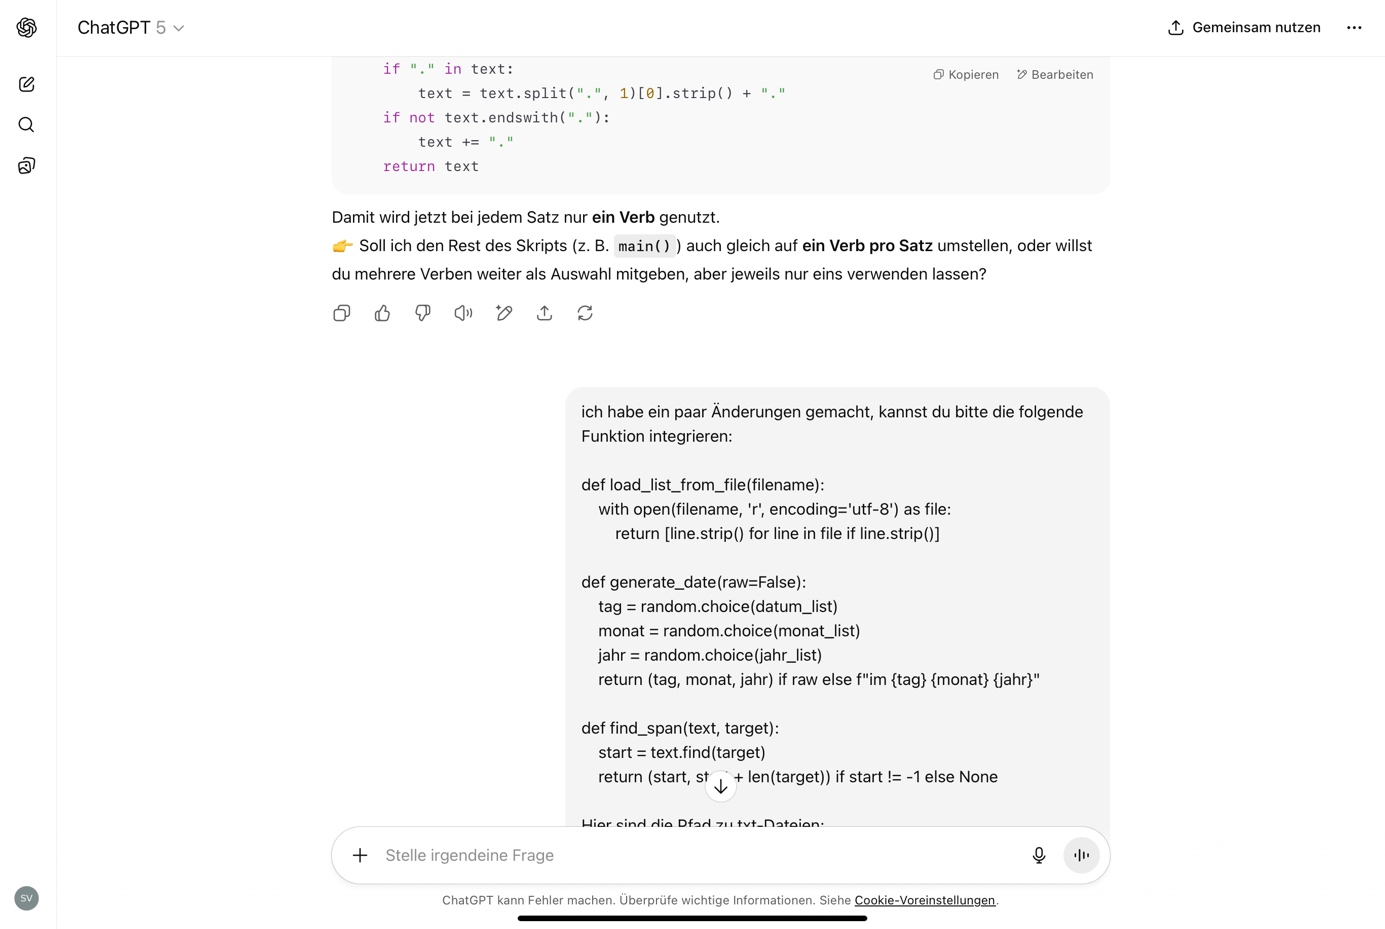 ChatGPT 5
Gemeinsam nutzen
if "." in text:
Kopieren
Bearbeiten
text = text.split(".", 1)[0].strip() + "."
if not text.endswith("."):
text += "."
return text
Damit wird jetzt bei jedem Satz nur ein Verb genutzt.
👉 Soll ich den Rest des Skripts (z. B. main()) auch gleich auf ein Verb pro Satz umstellen, oder willst
du mehrere Verben weiter als Auswahl mitgeben, aber jeweils nur eins verwenden lassen?
ich habe ein paar Änderungen gemacht, kannst du bitte die folgende
Funktion integrieren:
def load_list_from_file(filename):
with open(filename, 'r', encoding='utf-8') as file:
return [line.strip() for line in file if line.strip()]
def generate_date(raw=False):
tag = random.choice(datum_list)
monat = random.choice(monat_list)
jahr = random.choice(jahr_list)
return (tag, monat, jahr) if raw else f"im {tag} {monat} {jahr}"
def find_span(text, target):
start = text.find(target)
return (start, + len(target)) if start != -1 else None
Hier sind die Pfad zu txt-Dateien:
Stelle irgendeine Frage
SV
ChatGPT kann Fehler machen. Überprüfe wichtige Informationen. Siehe Cookie-Voreinstellungen.